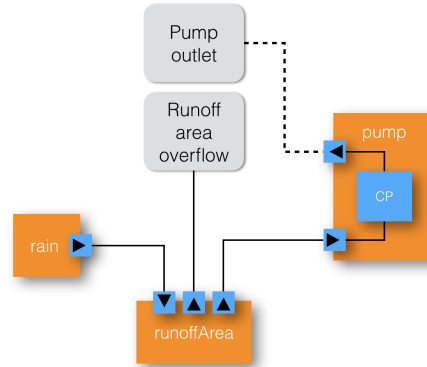 Pump
outlet
Runoff
area
overflow
pump
CP
rain
runoffArea